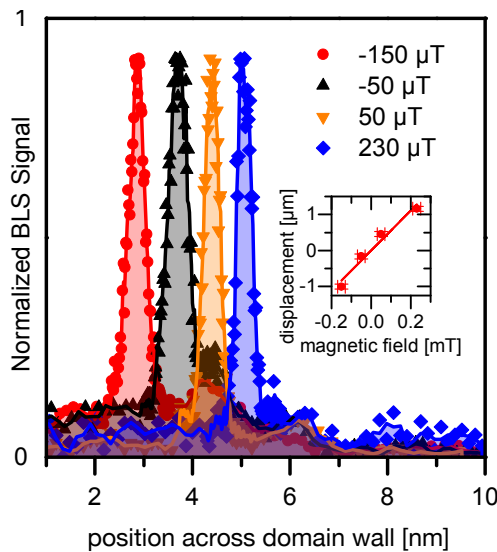 1
-150 µT
-50 µT
50 µT
230 µT
Normalized BLS Signal
displacement [µm]
1
0
-1
-0.2 0.0 0.2
magnetic field [mT]
0
2 4 6 8 10
position across domain wall [nm]